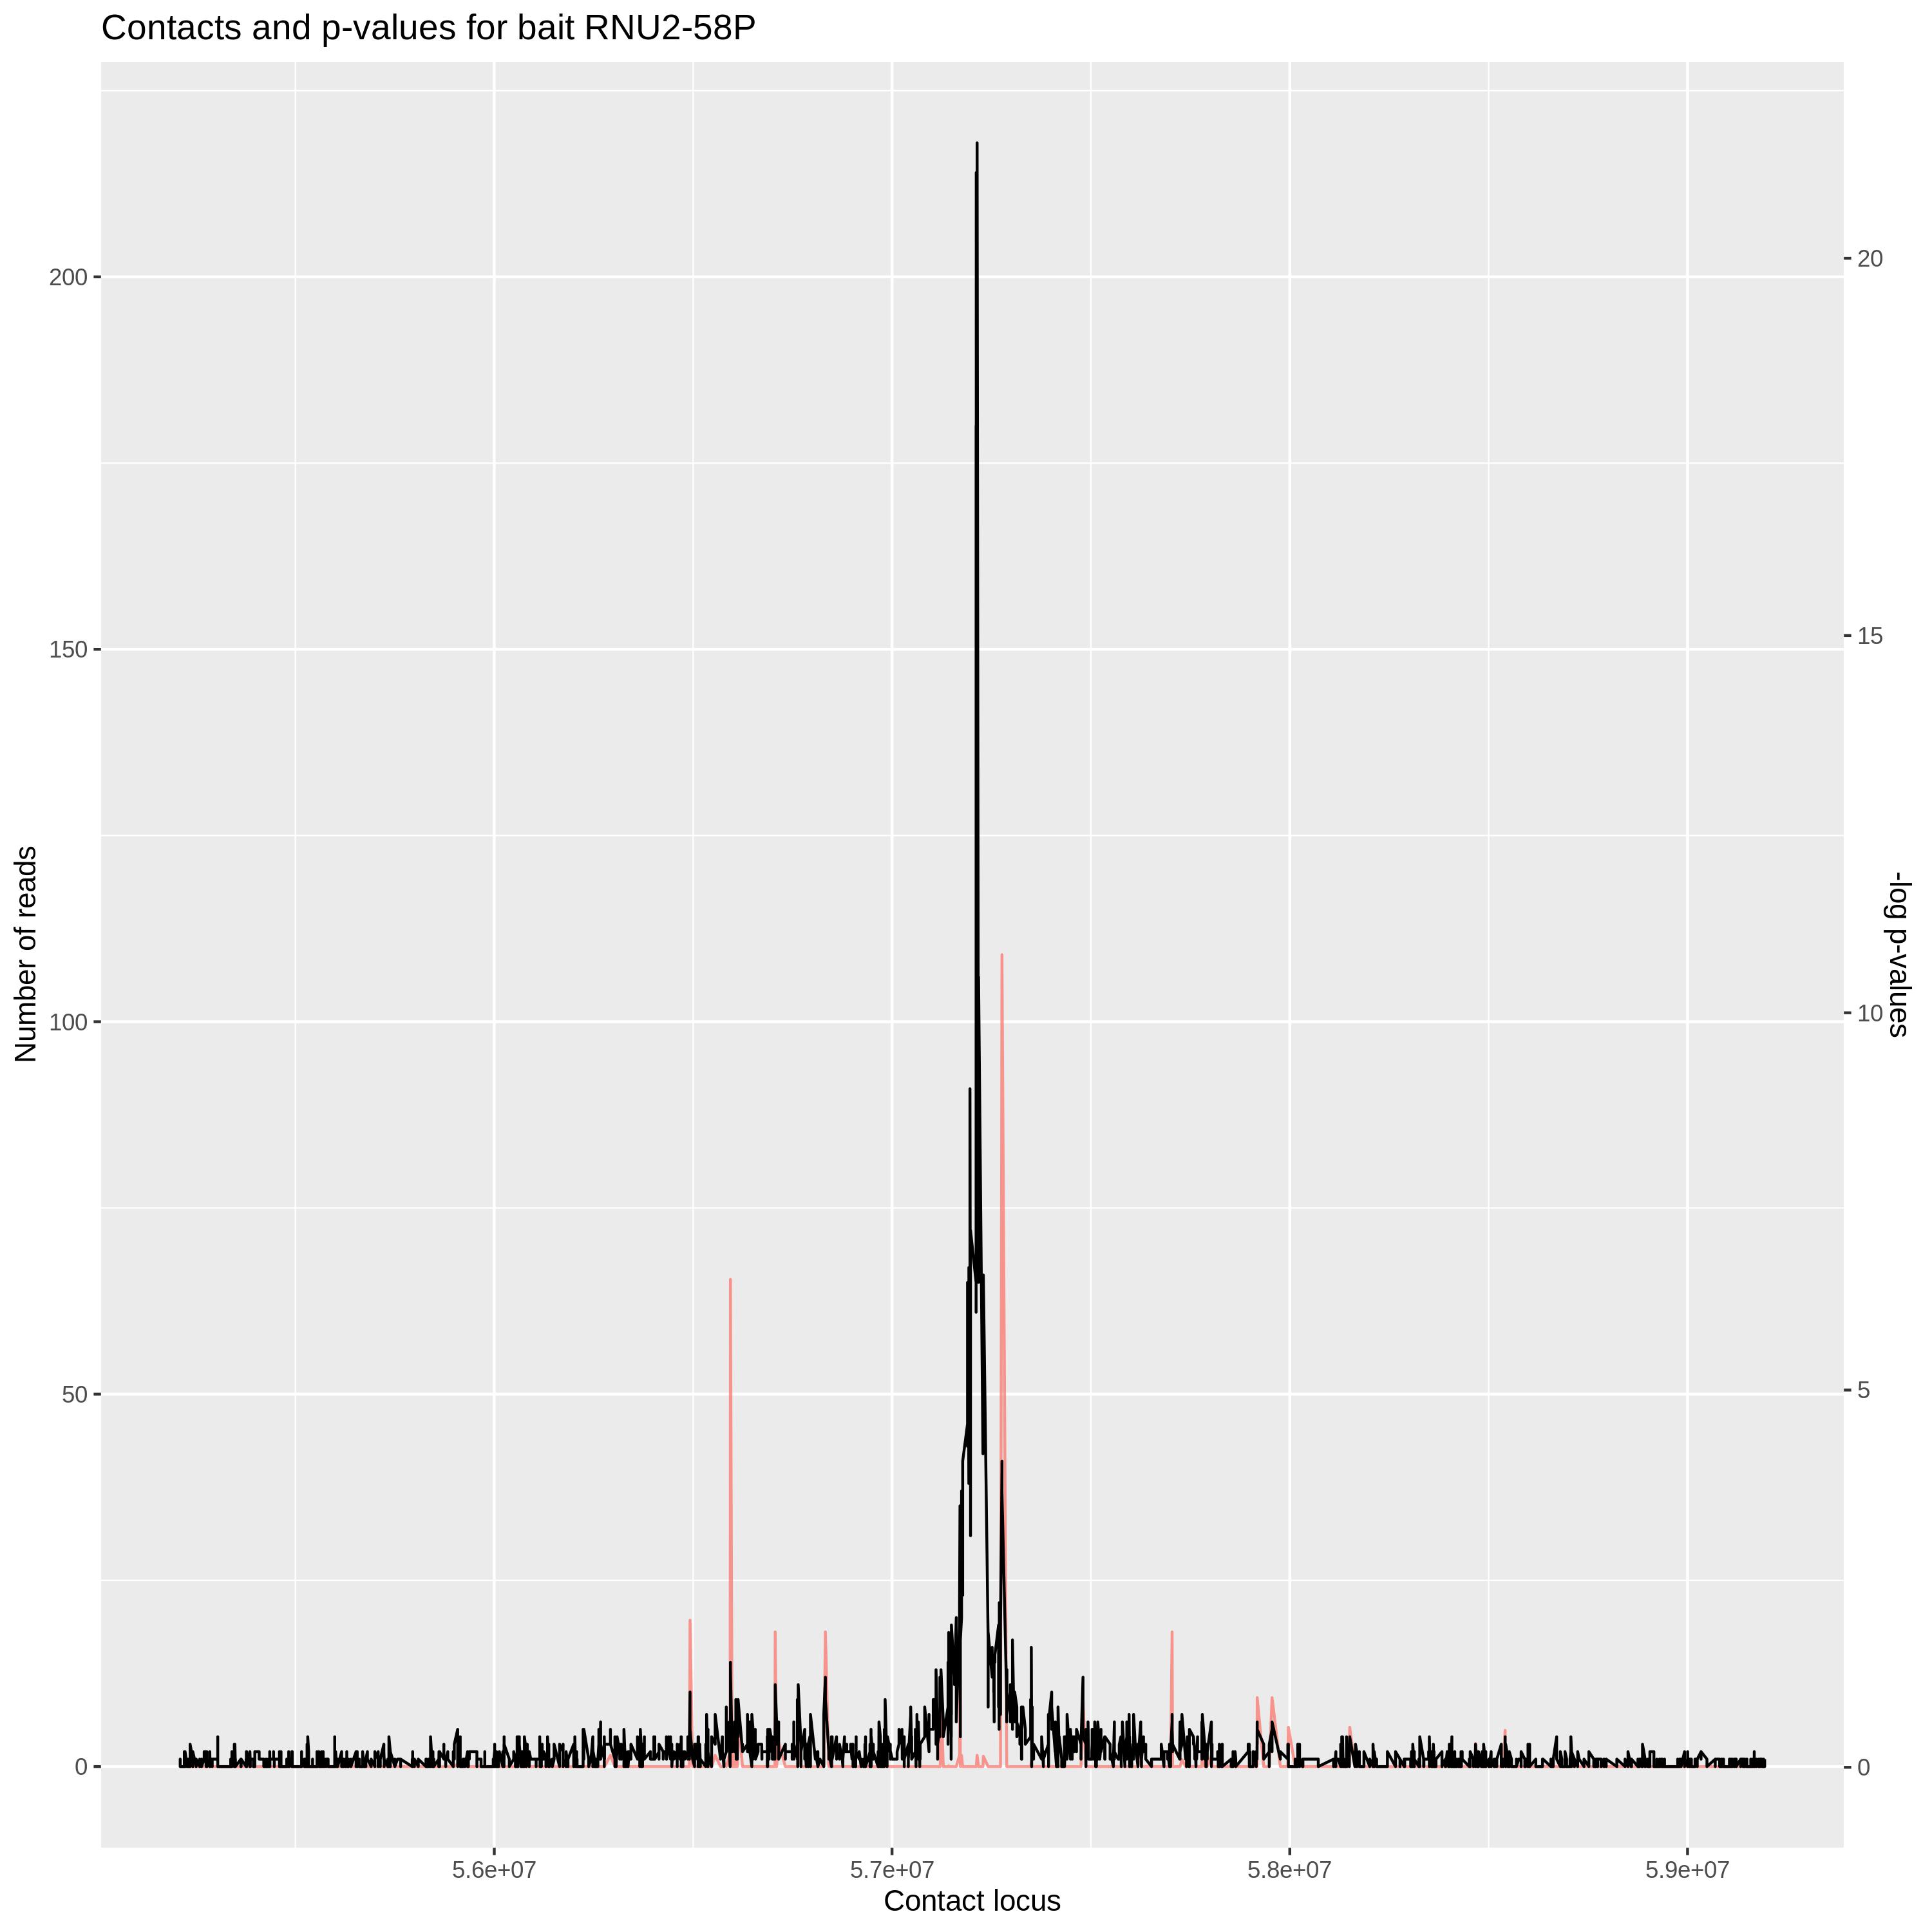 Contacts and p-values for bait RNU2-58P
200
150
100
50
0
Number of reads
20
15
10
5
0
-log p-values
5.6e+07
5.7e+07
5.8e+07
5.9e+07
Contact locus